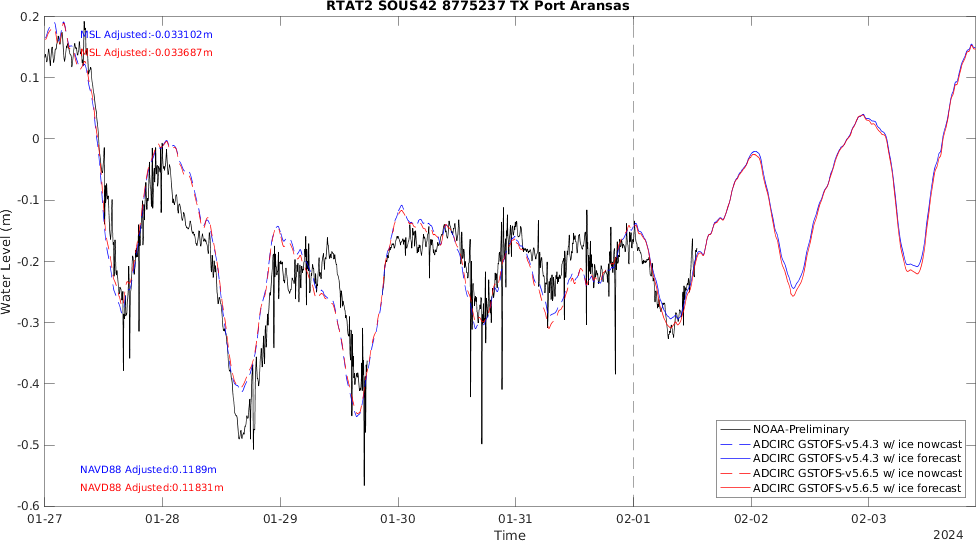 RTAT2 SOUS42 8775237 TX Port Aransas
MSL Adjusted:-0.033102m
MSL Adjusted:-0.033687m
0.2
0.1
0
-0.1
-0.2
-0.3
-0.4
-0.5
-0.6
Water Level (m)
NAVD88 Adjusted:0.1189m
NAVD88 Adjusted:0.11831m
NOAA-Preliminary
ADCIRC GSTOFS-v5.4.3 w/ ice nowcast
ADCIRC GSTOFS-v5.4.3 w/ ice forecast
ADCIRC GSTOFS-v5.6.5 w/ ice nowcast
ADCIRC GSTOFS-v5.6.5 w/ ice forecast
01-27 01-28 01-29 01-30 01-31 02-01 02-02 02-03
Time
2024